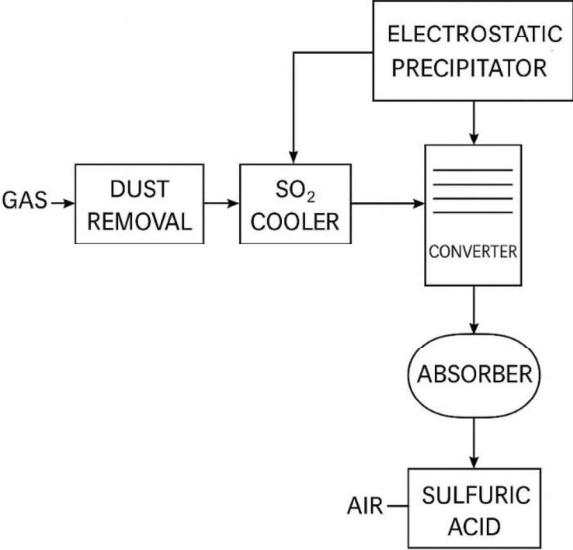 ELECTROSTATIC
PRECIPITATOR
GAS
DUST
REMOVAL
SO₂
COOLER
CONVERTER
ABSORBER
AIR
SULFURIC
ACID